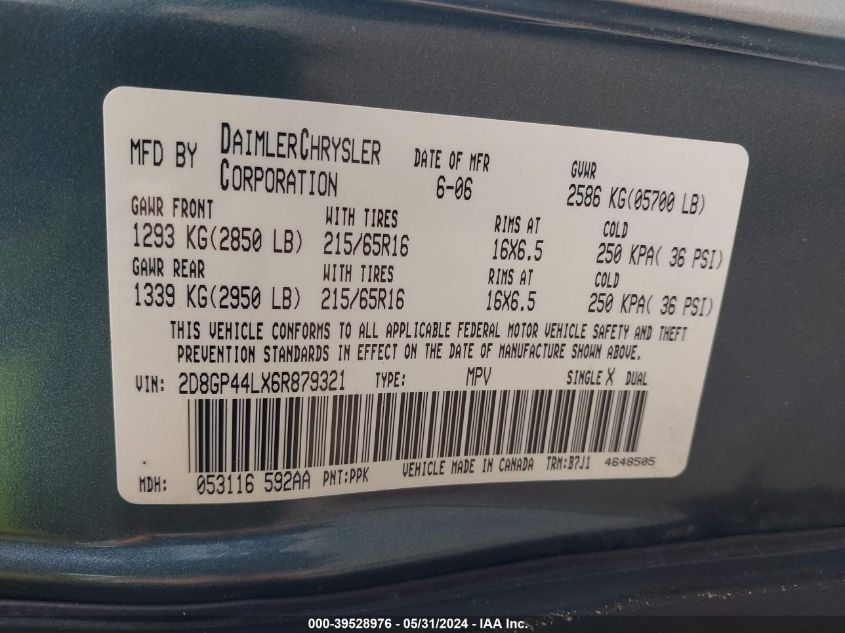 MFD BY DAIMLERCHRYSLER CORPORATION DATE OF MFR 6-06 GVWR 2586 KG(05700 LB)
GAWR FRONT WITH TIRES RIMS AT COLD
1293 KG(2850 LB) 215/65R16 16X6.5 250 KPA( 36 PSI)
GAWR REAR WITH TIRES RIMS AT COLD
1339 KG(2950 LB) 215/65R16 16X6.5 250 KPA( 36 PSI)
THIS VEHICLE CONFORMS TO ALL APPLICABLE FEDERAL MOTOR VEHICLE SAFETY AND THEFT
PREVENTION STANDARDS IN EFFECT ON THE DATE OF MANUFACTURE SHOWN ABOVE.
VIN: 2D8GP44LX6R879321 TYPE: MPV SINGLE X DUAL
MDH: 053116 592AA PNT:PPK VEHICLE MADE IN CANADA TRM:B7J1 4648505
000-39528976 - 05/31/2024 - IAA Inc.